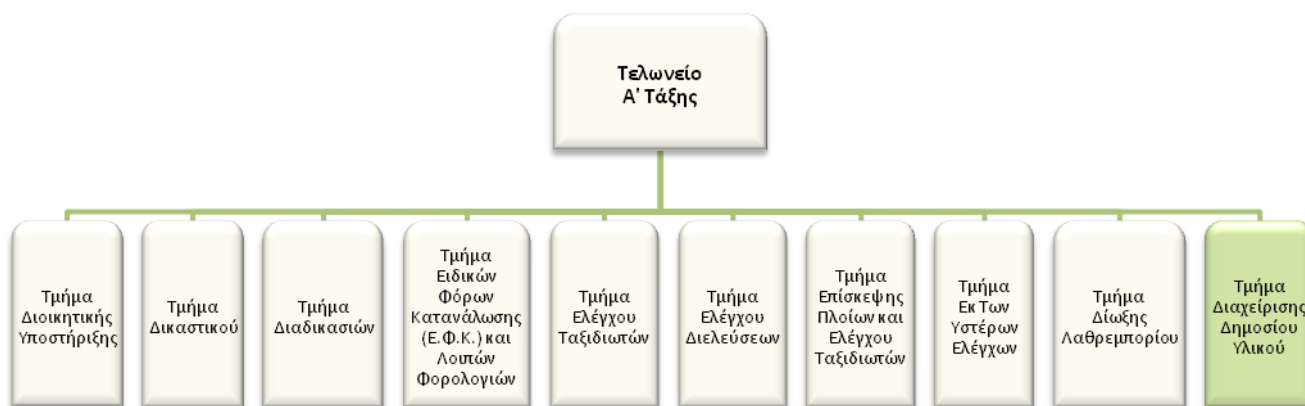 Τελωνείο
Α' Τάξης
Τμήμα
Διοικητικής
Υποστήριξης
Τμήμα
Δικαστικού
Τμήμα
Διαδικασιών
Τμήμα
Ειδικών
Φόρων
Κατανάλωσης
(Ε.Φ.Κ.) και
Λοιπών
Φορολογιών
Τμήμα
Ελέγχου
Ταξιδιωτών
Τμήμα
Ελέγχου
Διελεύσεων
Τμήμα
Επίσκεψης
Πλοίων και
Ελέγχου
Ταξιδιωτών
Τμήμα
Εκ Των
Υστέρων
Ελέγχων
Τμήμα
Δίωξης
Λαθρεμπορίου
Τμήμα
Διαχείρισης
Δημοσίου
Υλικού